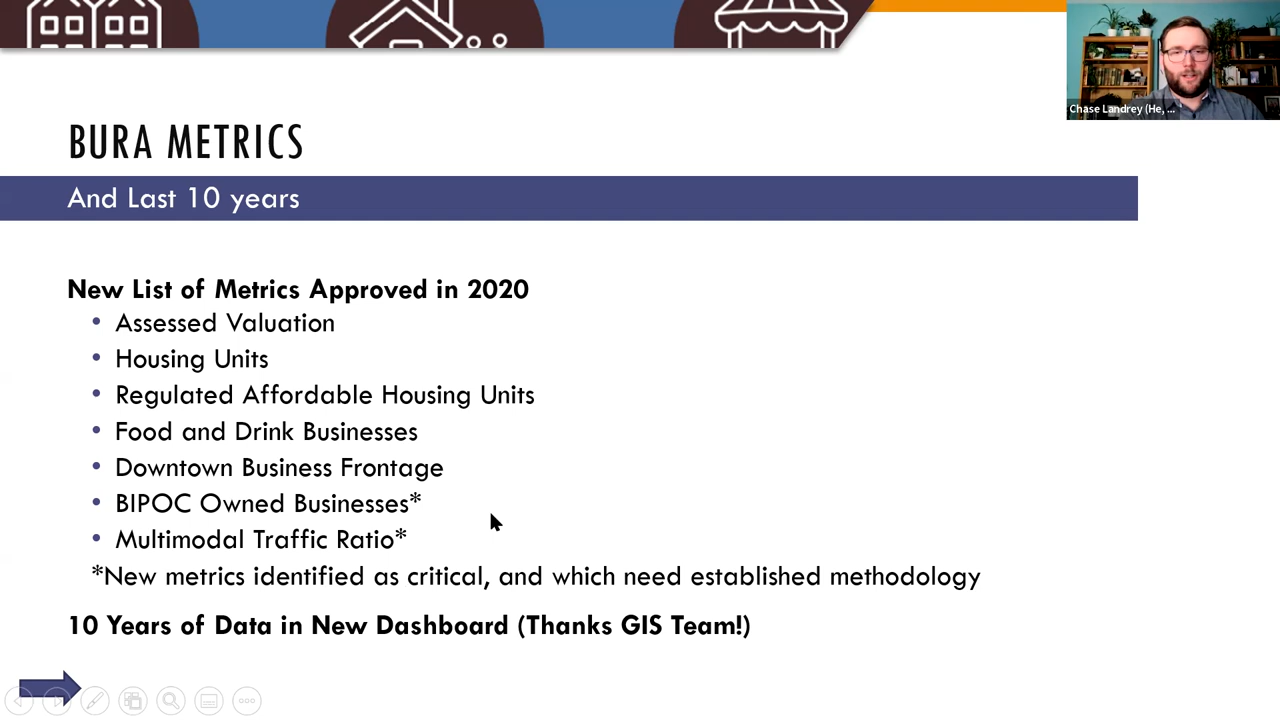 Chase Landrey (He, ...
BURA METRICS
And Last 10 years
New List of Metrics Approved in 2020
• Assessed Valuation
• Housing Units
• Regulated Affordable Housing Units
• Food and Drink Businesses
• Downtown Business Frontage
• BIPOC Owned Businesses*
• Multimodal Traffic Ratio*
*New metrics identified as critical, and which need established methodology
10 Years of Data in New Dashboard (Thanks GIS Team!)